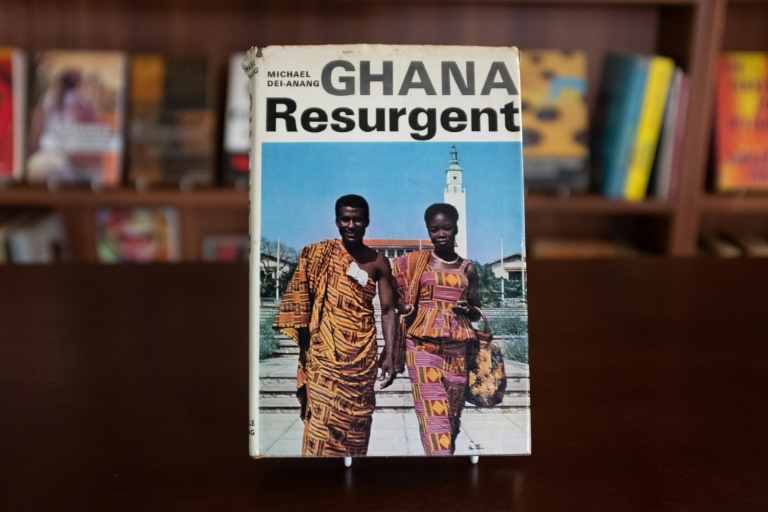 MICHAEL
DEI-ANANG
GHANA
Resurgent